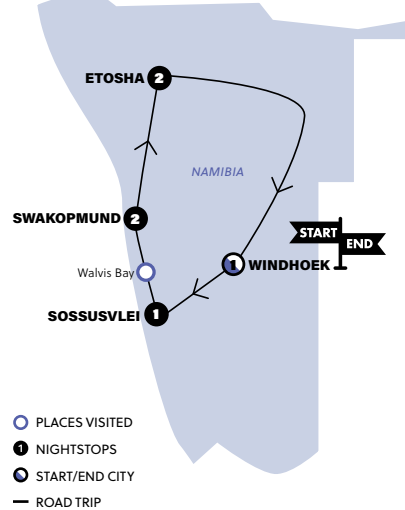 ETOSHA 2
NAMIBIA
SWAKOPMUND 2
START
END
1 WINDHOEK
Walvis Bay
SOSSUSVLEI 1
PLACES VISITED
1 NIGHTSTOPS
START/END CITY
ROAD TRIP